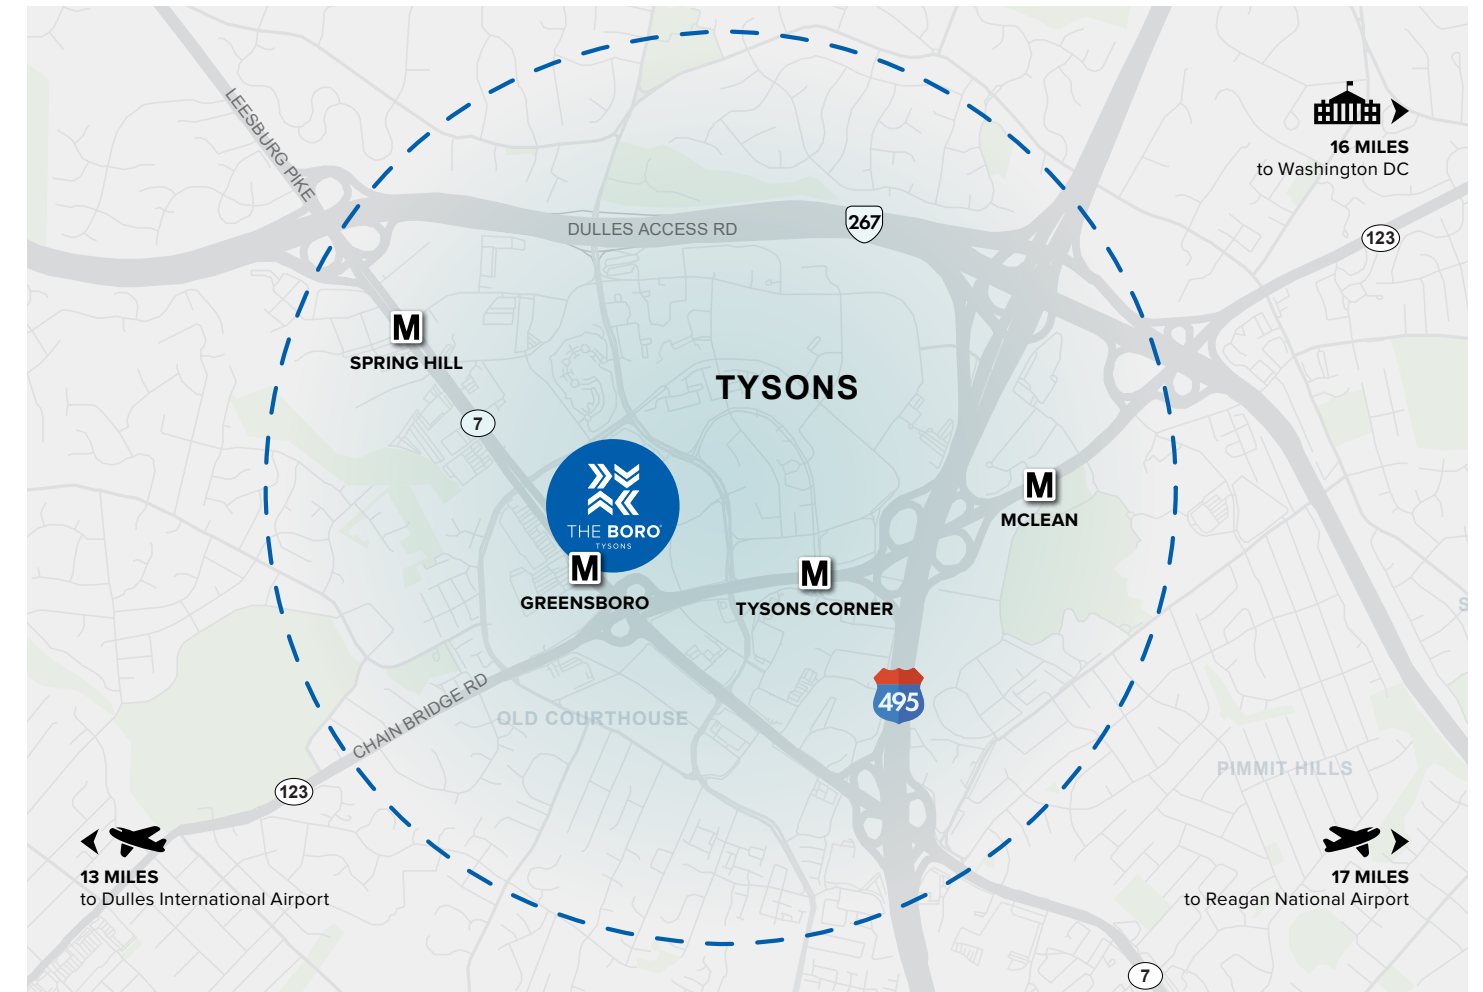 LEESBURG PIKE
16 MILES
to Washington DC
DULLES ACCESS RD
267
123
M
SPRING HILL
TYSONS
7
THE BORO®
TYSONS
M
MCLEAN
M
GREENSBORO
M
TYSONS CORNER
CHAIN BRIDGE RD
495
OLD COURTHOUSE
PIMMIT HILLS
123
13 MILES
to Dulles International Airport
17 MILES
to Reagan National Airport
7